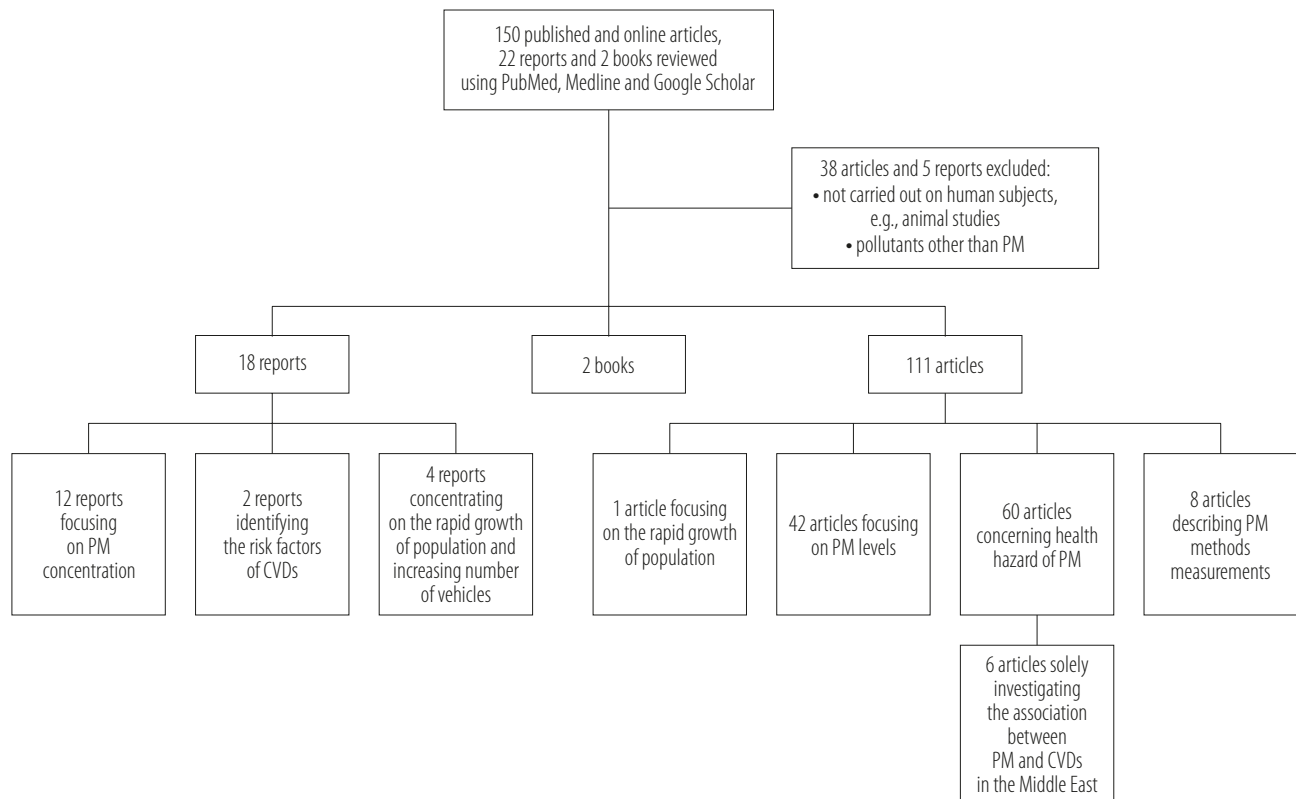 150 published and online articles,
22 reports and 2 books reviewed
using PubMed, Medline and Google Scholar
38 articles and 5 reports excluded:
• not carried out on human subjects,
e.g., animal studies
• pollutants other than PM
18 reports
2 books
111 articles
12 reports
focusing
on PM
concentration
2 reports
identifying
the risk factors
of CVDs
4 reports
concentrating
on the rapid growth
of population and
increasing number
of vehicles
1 article focusing
on the rapid growth
of population
42 articles focusing
on PM levels
60 articles
concerning health
hazard of PM
8 articles
describing PM
methods
measurements
6 articles solely
investigating
the association
between
PM and CVDs
in the Middle East